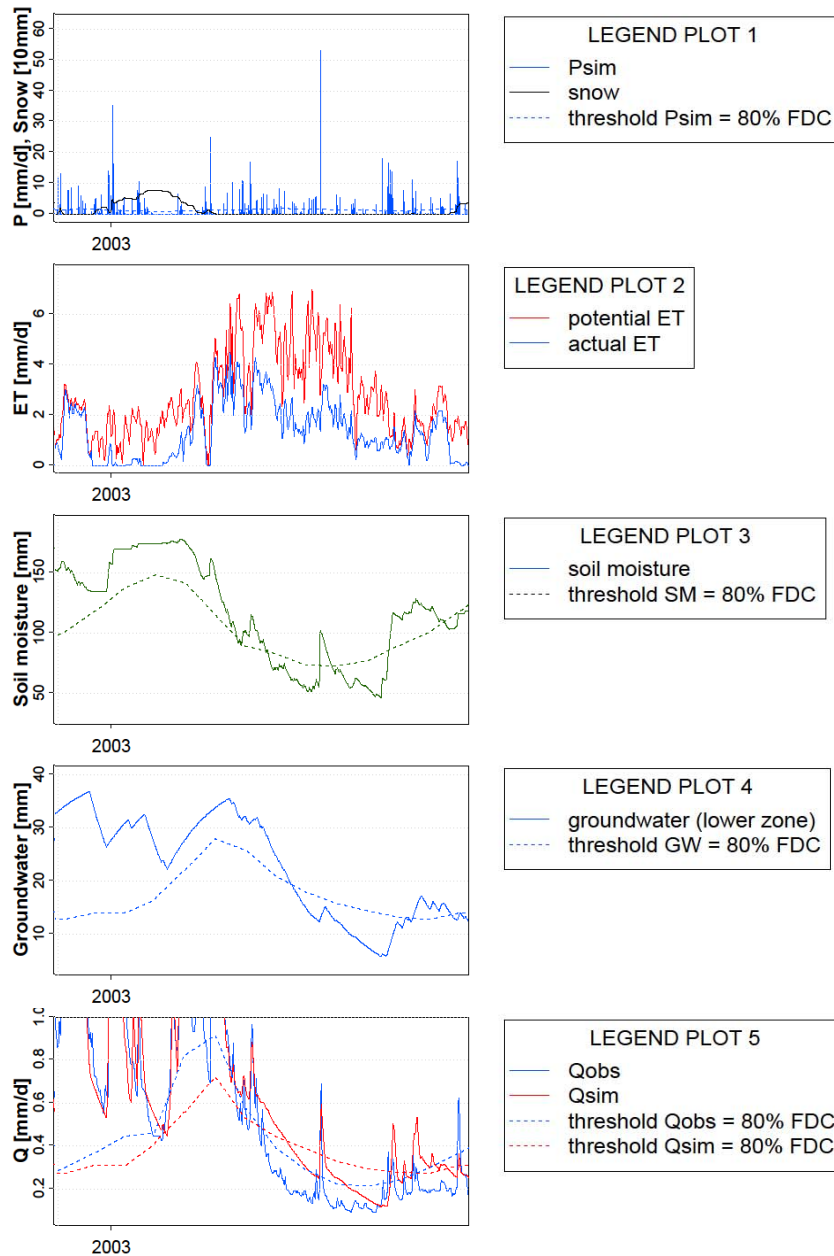 P [mm/d], Snow [10mm]
60
50
40
30
20
10
0
2003
LEGEND PLOT 1
Psim
snow
threshold Psim = 80% FDC
ET [mm/d]
6
4
2
0
2003
LEGEND PLOT 2
potential ET
actual ET
Soil moisture [mm]
150
100
50
2003
LEGEND PLOT 3
soil moisture
threshold SM = 80% FDC
Groundwater [mm]
40
30
20
10
2003
LEGEND PLOT 4
groundwater (lower zone)
threshold GW = 80% FDC
Q [mm/d]
1.0
0.8
0.6
0.4
0.2
2003
LEGEND PLOT 5
Qobs
Qsim
threshold Qobs = 80% FDC
threshold Qsim = 80% FDC